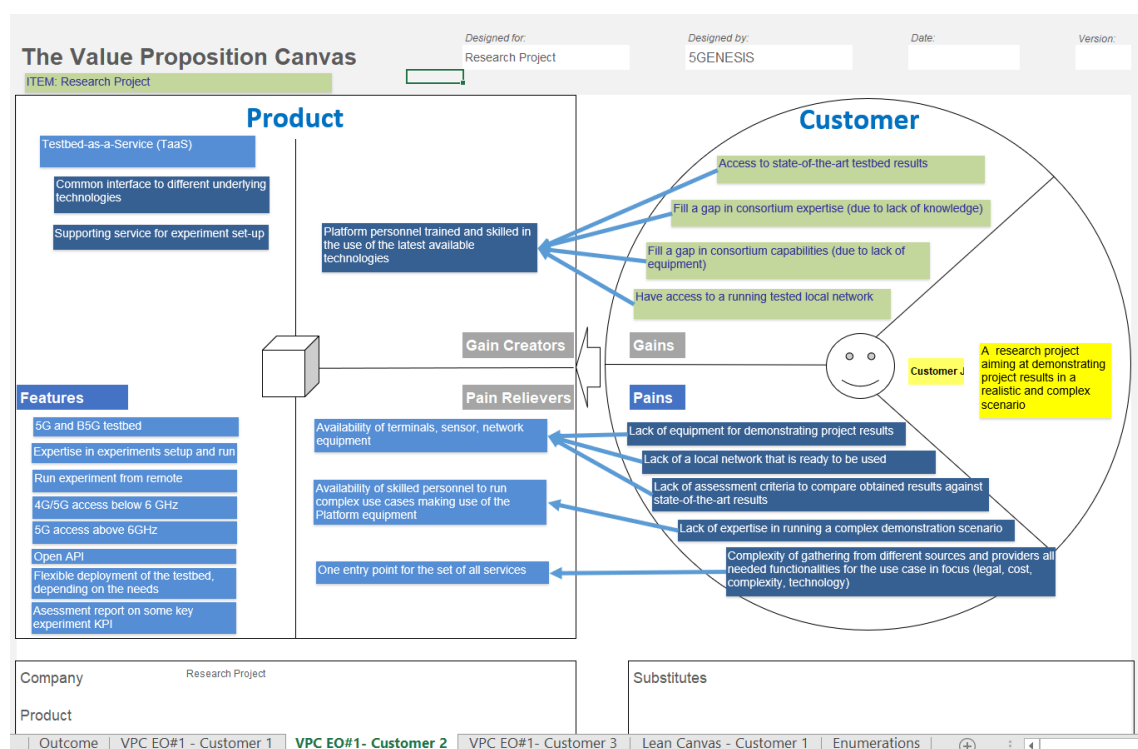 The Value Proposition Canvas
Designed for:
Research Project
Designed by:
5GENESIS
Date:
Version:
ITEM: Research Project
Product
Testbed-as-a-Service (TaaS)
Common interface to different underlying
technologies
Supporting service for experiment set-up
Platform personnel trained and skilled in
the use of the latest available
technologies
Gain Creators
Features
Pain Relievers
5G and B5G testbed
Expertise in experiments setup and run
Run experiment from remote
4G/5G access below 6 GHz
5G access above 6GHz
Open API
Flexible deployment of the testbed,
depending on the needs
Asessment report on some key
experiment KPI
Availability of terminals, sensor, network
equipment
Availability of skilled personnel to run
complex use cases making use of the
Platform equipment
One entry point for the set of all services
Customer
Access to state-of-the-art testbed results
Fill a gap in consortium expertise (due to lack of knowledge)
Fill a gap in consortium capabilities (due to lack of
equipment)
Have access to a running tested local network
Gains
Customer J
A research project
aiming at demonstrating
project results in a
realistic and complex
scenario
Pains
Lack of equipment for demonstrating project results
Lack of a local network that is ready to be used
Lack of assessment criteria to compare obtained results against
state-of-the-art results
Lack of expertise in running a complex demonstration scenario
Complexity of gathering from different sources and providers all
needed functionalities for the use case in focus (legal, cost,
complexity, technology)
Company
Research Project
Product
Substitutes
Outcome
VPC EO#1 - Customer 1
VPC EO#1- Customer 2
VPC EO#1- Customer 3
Lean Canvas - Customer 1
Enumerations